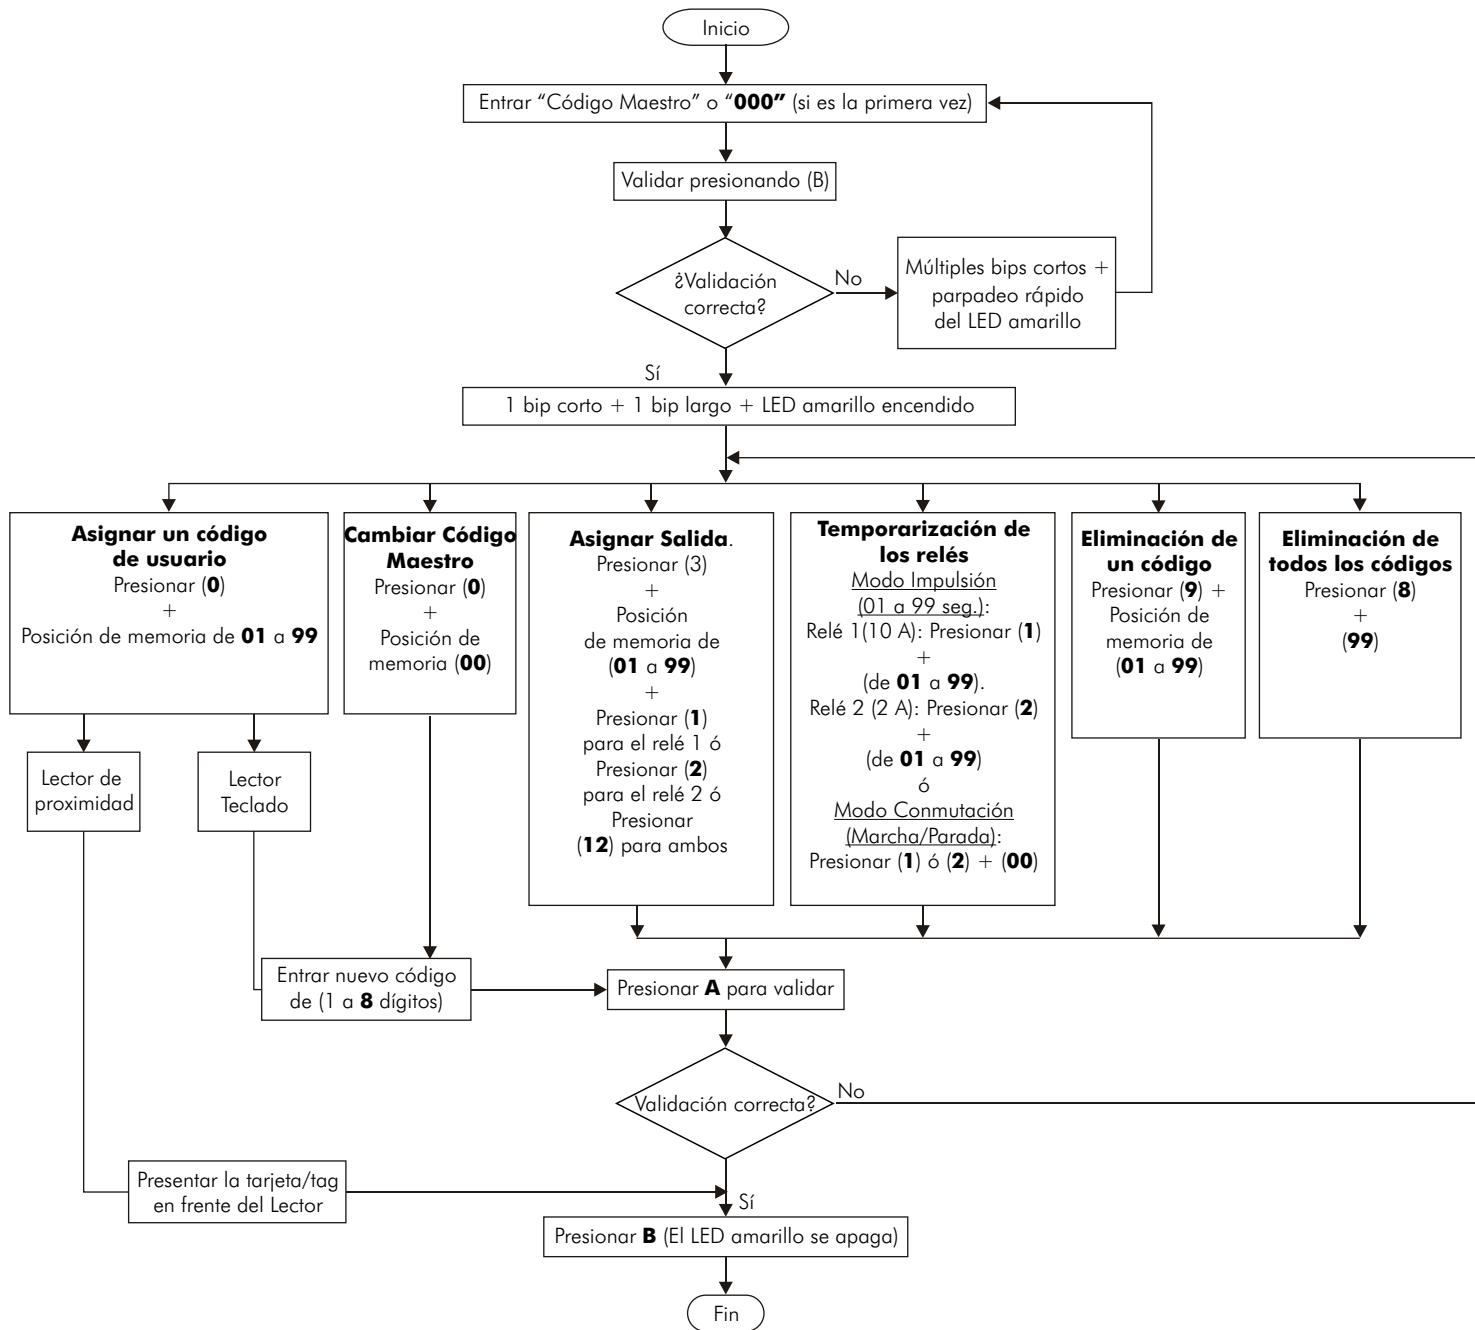 Inicio
Entrar “Código Maestro” o “000” (si es la primera vez)
Validar presionando (B)
¿Validación
correcta?
No
Múltiples bips cortos +
parpadeo rápido
del LED amarillo
Sí
1 bip corto + 1 bip largo + LED amarillo encendido
Asignar un código
de usuario
Presionar (0)
+
Posición de memoria de 01 a 99
Cambiar Código
Maestro
Presionar (0)
+
Posición de
memoria (00)
Asignar Salida.
Presionar (3)
+
Posición
de memoria de
(01 a 99)
+
Presionar (1)
para el relé 1 ó
Presionar (2)
para el relé 2 ó
Presionar
(12) para ambos
Temporarización de
los relés
Modo Impulsión
(01 a 99 seg.):
Relé 1(10 A): Presionar (1)
+
(de 01 a 99).
Relé 2 (2 A): Presionar (2)
+
(de 01 a 99)
ó
Modo Conmutación
(Marcha/Parada):
Presionar (1) ó (2) + (00)
Eliminación de
un código
Presionar (9) +
Posición de
memoria de
(01 a 99)
Eliminación de
todos los códigos
Presionar (8)
+
(99)
Lector de
proximidad
Lector
Teclado
Entrar nuevo código
de (1 a 8 dígitos)
Presionar A para validar
Validación correcta?
No
Presentar la tarjeta/tag
en frente del Lector
Sí
Presionar B (El LED amarillo se apaga)
Fin